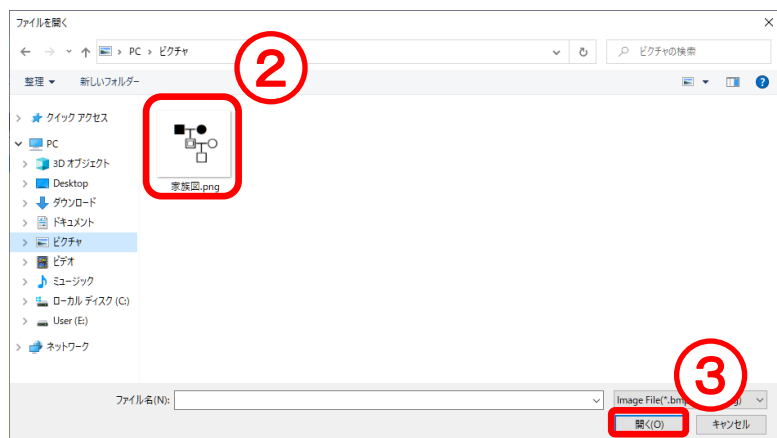 ファイルを開く
PC › ピクチャ
ピクチャの検索
②
整理
新しいフォルダー
クイック アクセス
PC
3D オブジェクト
Desktop
ダウンロード
ドキュメント
ピクチャ
ビデオ
ミュージック
ローカル ディスク (C:)
User (E:)
ネットワーク
家族図.png
③
ファイル名(N):
Image File(*.bm
開く(O)
キャンセル